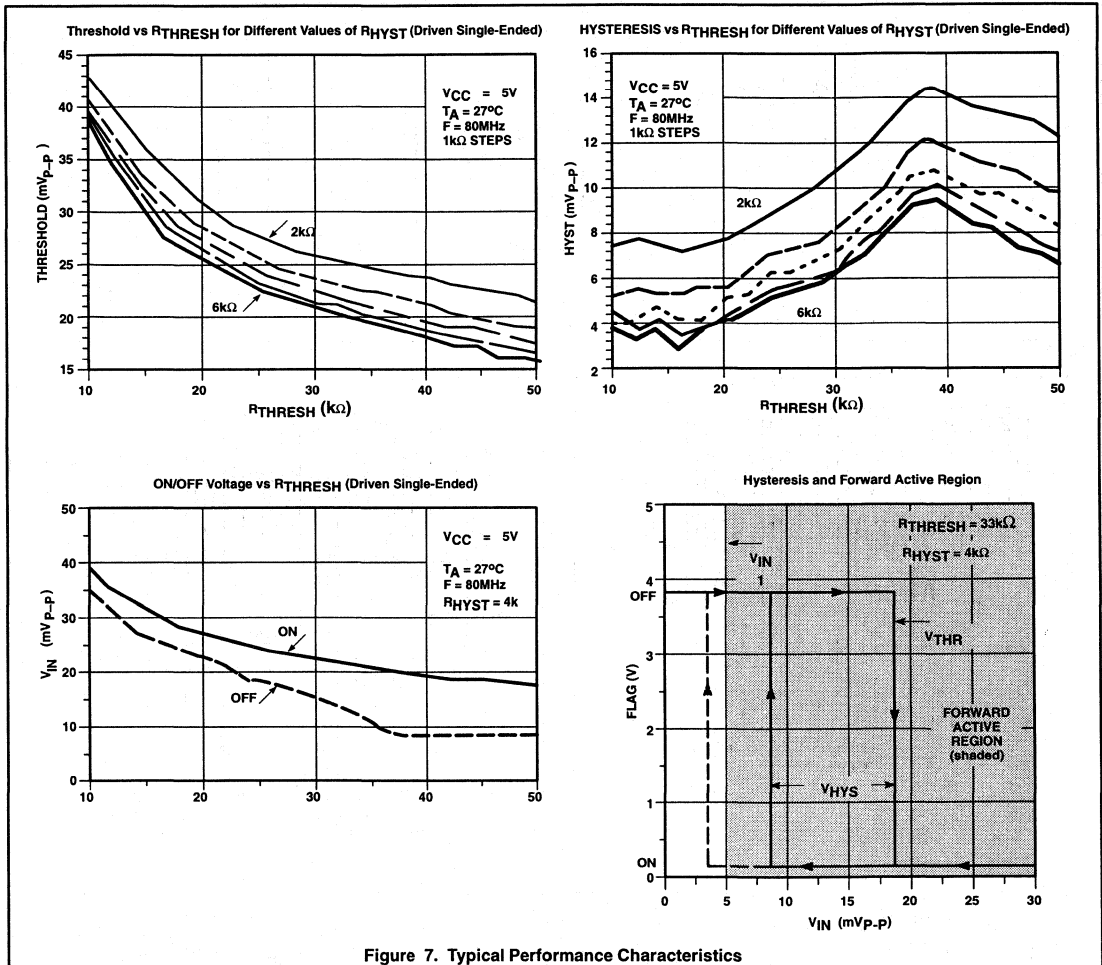 Threshold vs RTHRESH for Different Values of RHYST (Driven Single-Ended)
45
40
35
30
25
20
15
THRESHOLD (mVP–P)
VCC = 5V
TA = 27ºC
F = 80MHz
1kΩ STEPS
2kΩ
6kΩ
10 20 30 40 50
RTHRESH (kΩ)
HYSTERESIS vs RTHRESH for Different Values of RHYST (Driven Single-Ended)
16
14
12
10
8
6
4
2
HYST (mVP–P)
VCC = 5V
TA = 27ºC
F = 80MHz
1kΩ STEPS
2kΩ
6kΩ
10 20 30 40 50
RTHRESH (kΩ)
ON/OFF Voltage vs RTHRESH (Driven Single-Ended)
50
40
30
20
10
0
VIN (mVP–P)
VCC = 5V
TA = 27ºC
F = 80MHz
RHYST = 4k
ON
OFF
10 20 30 40 50
RTHRESH (kΩ)
Hysteresis and Forward Active Region
5
4
OFF
3
2
1
ON
0
FLAG (V)
RTHRESH = 33kΩ
RHYST = 4kΩ
VIN
1
VTHR
FORWARD
ACTIVE
REGION
(shaded)
VHYS
0 5 10 15 20 25 30
VIN (mVP-P)
Figure 7. Typical Performance Characteristics